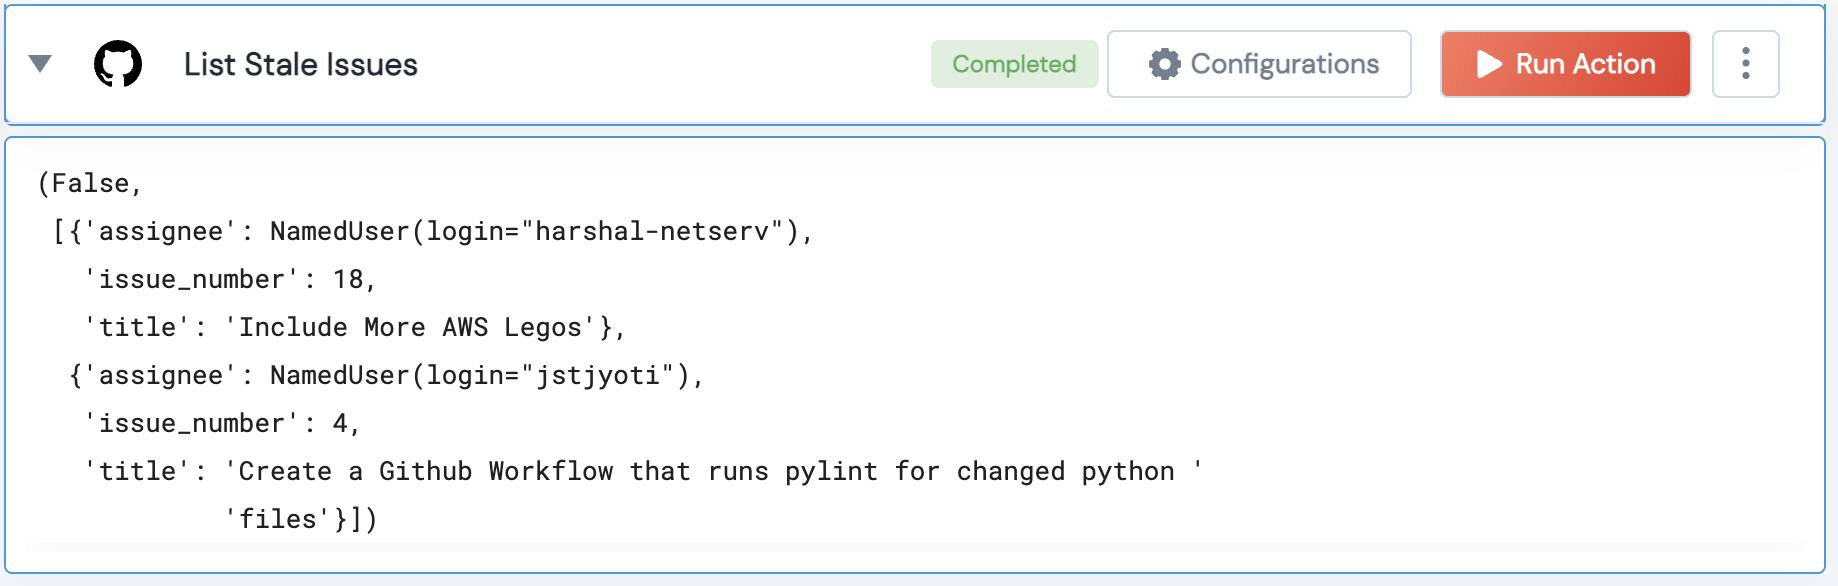 List Stale Issues
Completed
Configurations
Run Action
(False,
 [{'assignee': NamedUser(login="harshal-netserv"),
   'issue_number': 18,
   'title': 'Include More AWS Legos'},
  {'assignee': NamedUser(login="jstjyoti"),
   'issue_number': 4,
   'title': 'Create a Github Workflow that runs pylint for changed python '
            'files'}])